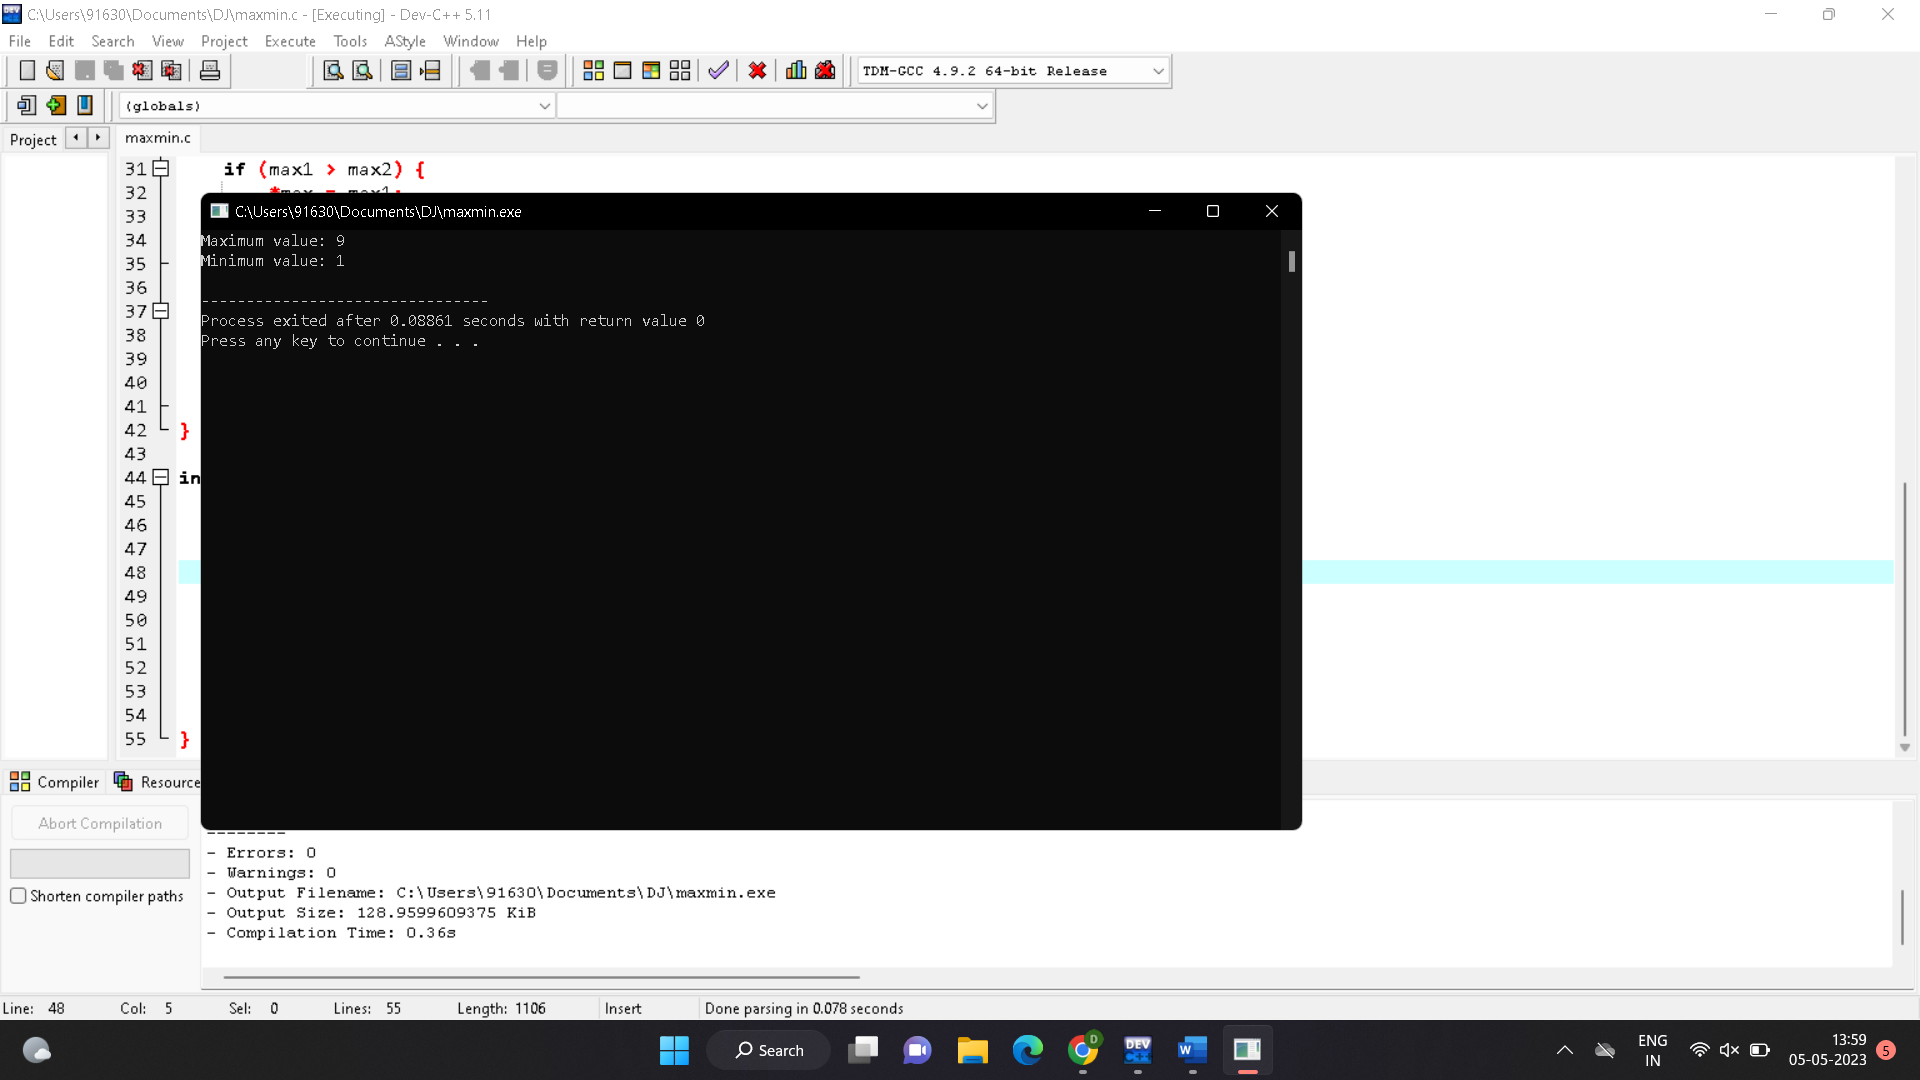 C:\Users\91630\Documents\DJ\maxmin.c - [Executing] - Dev-C++ 5.11
File Edit Search View Project Execute Tools AStyle Window Help
TDM-GCC 4.9.2 64-bit Release
(globals)
Project
maxmin.c
31 if (max1 > max2) {
32 *max = max1;
33
34
35
36
37
38
39
40
41
42 }
43
44 in
45
46
47
48
49
50
51
52
53
54
55 }
C:\Users\91630\Documents\DJ\maxmin.exe
Maximum value: 9
Minimum value: 1
--------------------------------
Process exited after 0.08861 seconds with return value 0
Press any key to continue . . .
Compiler Resource
Abort Compilation
Shorten compiler paths
--------
- Errors: 0
- Warnings: 0
- Output Filename: C:\Users\91630\Documents\DJ\maxmin.exe
- Output Size: 128.9599609375 KiB
- Compilation Time: 0.36s
Line: 48 Col: 5 Sel: 0 Lines: 55 Length: 1106 Insert Done parsing in 0.078 seconds
Search
D
DEV
C++
W
ENG
IN
13:59
05-05-2023
5